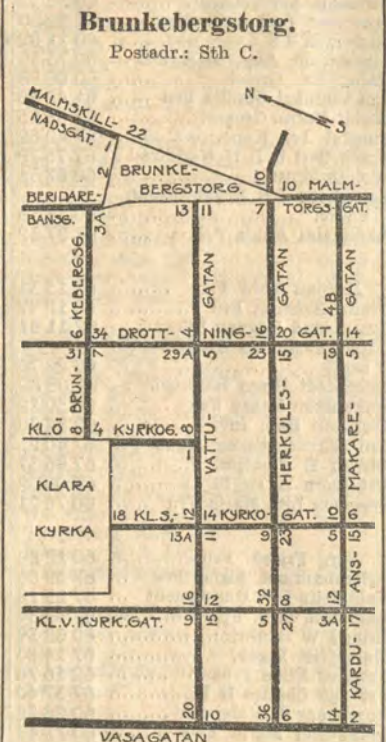 Brunkebergstorg.
Postadr.: Sth C.
N
S
MALMSKILL- 22
NADSGAT. 1
2
BRUNKE-
BERGSTORG.
10
10 MALM-
BERIDARE-
BANSG.
3A
13 11
7
TORGS- GAT.
6 KEBERGSG.
GATAN
GATAN
4B GATAN
34 DROTT- 4 NING- 16 20 GAT. 14
31 7 29A 5 23 15 19 5
8 BRUN-
KL.Ö 4 KYRKOG. 8
1
VATTU-
HERKULES-
MAKARE-
KLARA
KYRKA
18 KL.S,- 12 14 KYRKO- GAT. 10 6
13A 11 9 23 5 15
ANS-
16 12 32 8 12
KL.V.KYRK.GAT. 9 15 5 27 3A 17
KARDU-
20 10 36 6 14 2
VASAGATAN